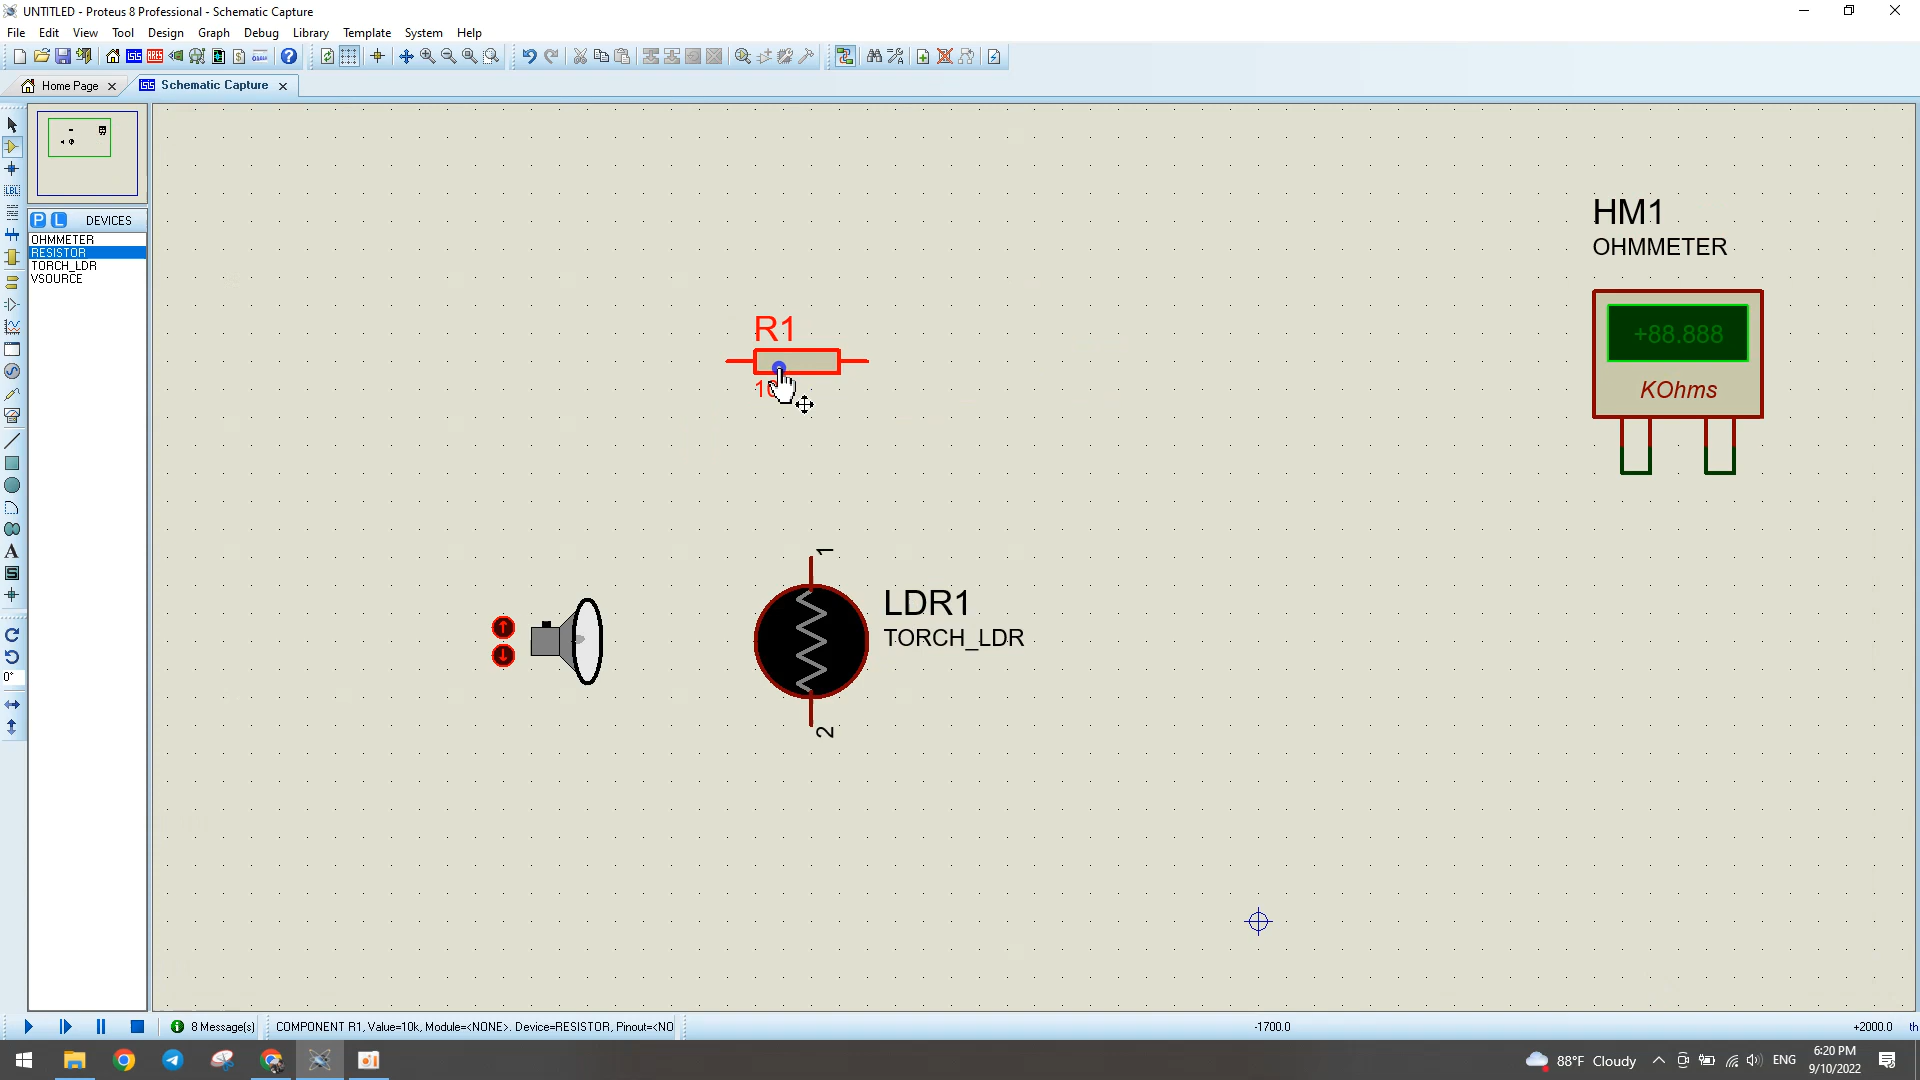 UNTITLED - Proteus 8 Professional - Schematic Capture
File Edit View Tool Design Graph Debug Library Template System Help
Home Page Schematic Capture
P L DEVICES
OHMMETER
RESISTOR
TORCH_LDR
VSOURCE
LBL
A
S
0°
HM1
OHMMETER
+88.888
KOhms
R1
1
LDR1
TORCH_LDR
2
8 Message(s) COMPONENT R1, Value=10k, Module=<NONE>. Device=RESISTOR, Pinout=<NO -1700.0 +2000.0 th
88°F Cloudy ENG 6:20 PM
9/10/2022